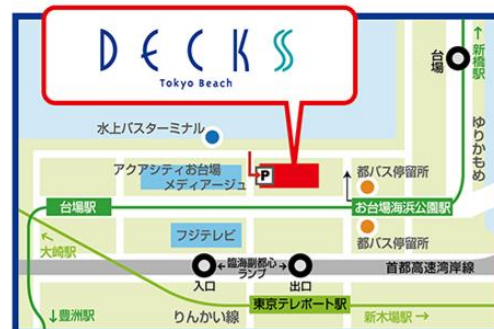 DECKS
Tokyo Beach
↑新橋駅
台場
ゆりかもめ
水上バスターミナル
アクアシティお台場
メディアージュ
P
都バス停留所
台場駅
お台場海浜公園駅
フジテレビ
都バス停留所
大崎駅
←臨海副都心→
ランプ
入口
出口
首都高速湾岸線
東京テレポート駅
↓豊洲駅
りんかい線
新木場駅→